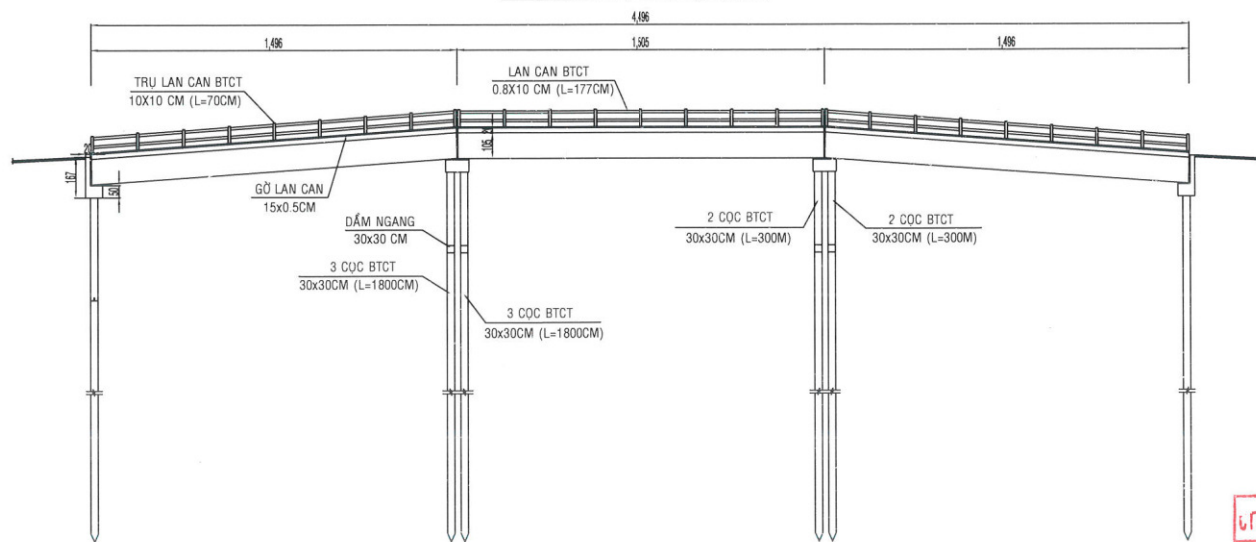 4,496
1,496
1,505
1,496
TRỤ LAN CAN BTCT
10X10 CM (L=70CM)
LAN CAN BTCT
0.8X10 CM (L=177CM)
105
20
167
50
GỜ LAN CAN
15x0.5CM
DẦM NGANG
30x30 CM
2 CỌC BTCT
30x30CM (L=300M)
2 CỌC BTCT
30x30CM (L=300M)
3 CỌC BTCT
30x30CM (L=1800CM)
3 CỌC BTCT
30x30CM (L=1800CM)